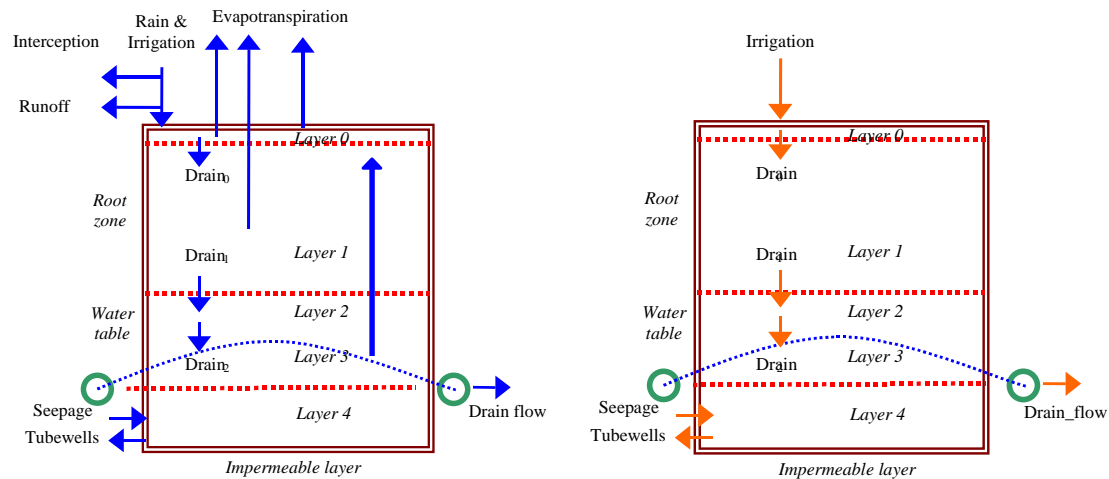 Interception
Rain &
Irrigation
Evapotranspiration
Runoff
Layer 0
Drain0
Root
zone
Drain1
Layer 1
Water
table
Layer 2
Layer 3
Drain2
Layer 4
Seepage
Tubewells
Drain flow
Impermeable layer
Irrigation
Layer 0
Drain0
Root
zone
Drain1
Layer 1
Water
table
Layer 2
Layer 3
Drain2
Layer 4
Seepage
Tubewells
Drain_flow
Impermeable layer